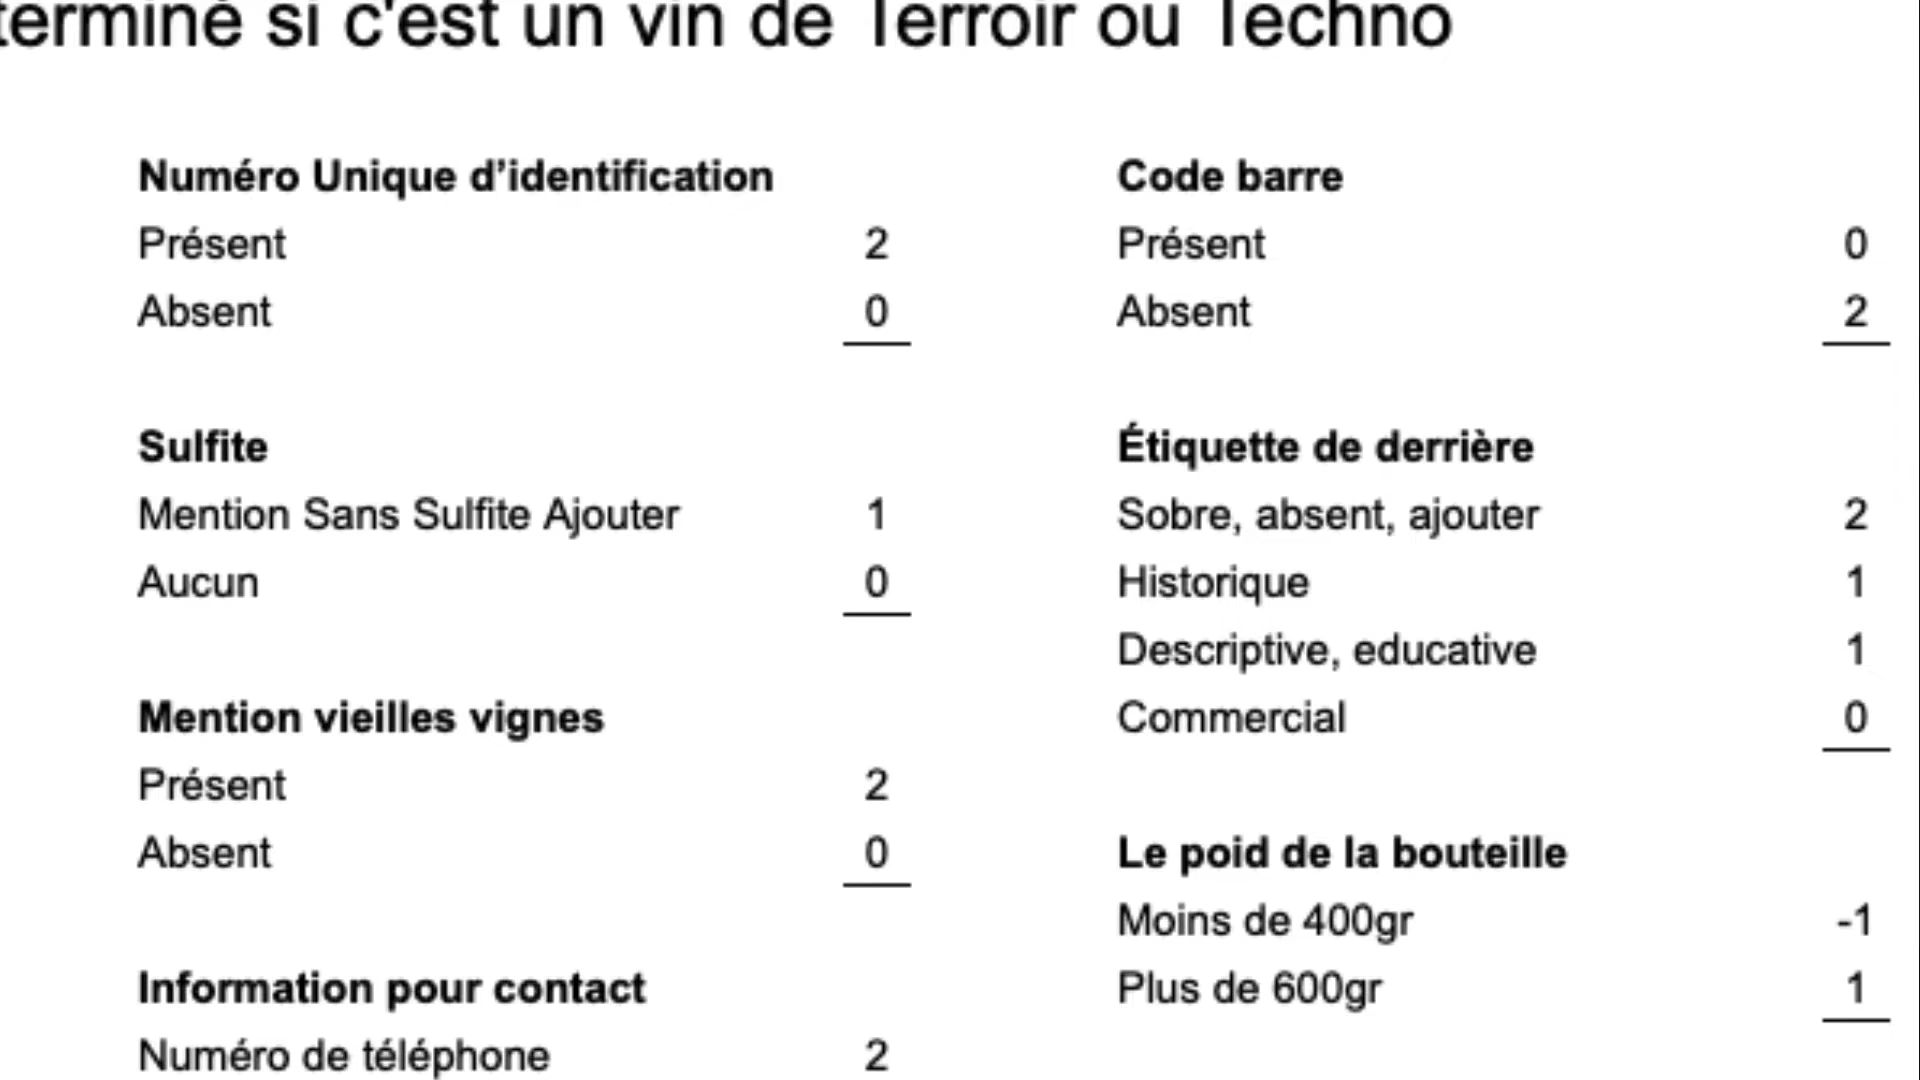 terminé si c'est un vin de Terroir ou Techno
Numéro Unique d’identification
Présent 2
Absent 0
Sulfite
Mention Sans Sulfite Ajouter 1
Aucun 0
Mention vieilles vignes
Présent 2
Absent 0
Information pour contact
Numéro de téléphone 2
Code barre
Présent 0
Absent 2
Étiquette de derrière
Sobre, absent, ajouter 2
Historique 1
Descriptive, educative 1
Commercial 0
Le poid de la bouteille
Moins de 400gr -1
Plus de 600gr 1